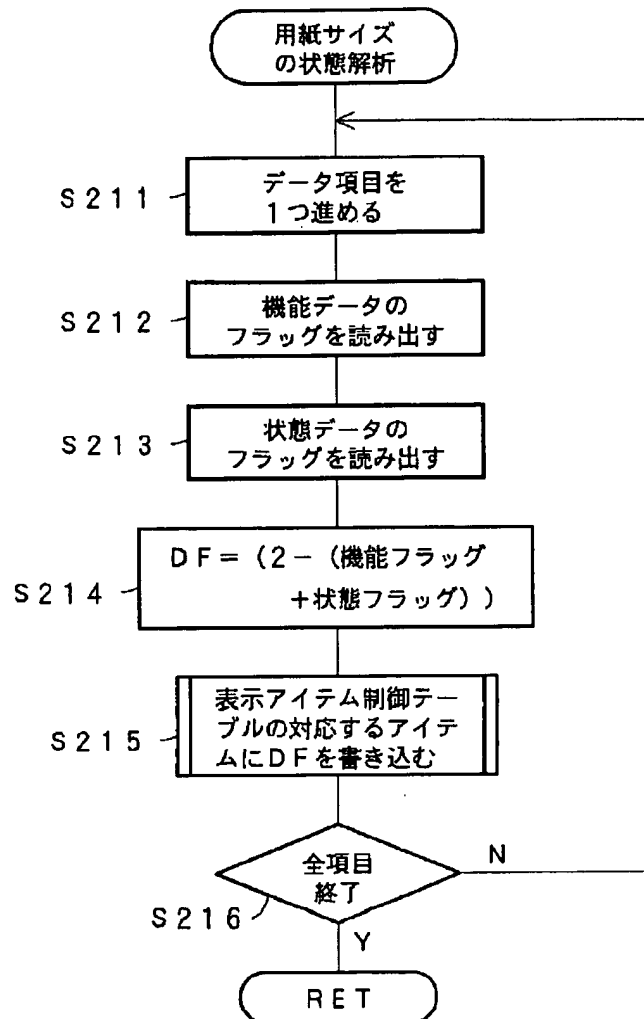 用紙サイズ
の状態解析
S211
データ項目を
1つ進める
S212
機能データの
フラッグを読み出す
S213
状態データの
フラッグを読み出す
S214
DF=(2-(機能フラッグ
+状態フラッグ))
S215
表示アイテム制御テー
ブルの対応するアイテ
ムにDFを書き込む
全項目
終了
N
S216
Y
RET